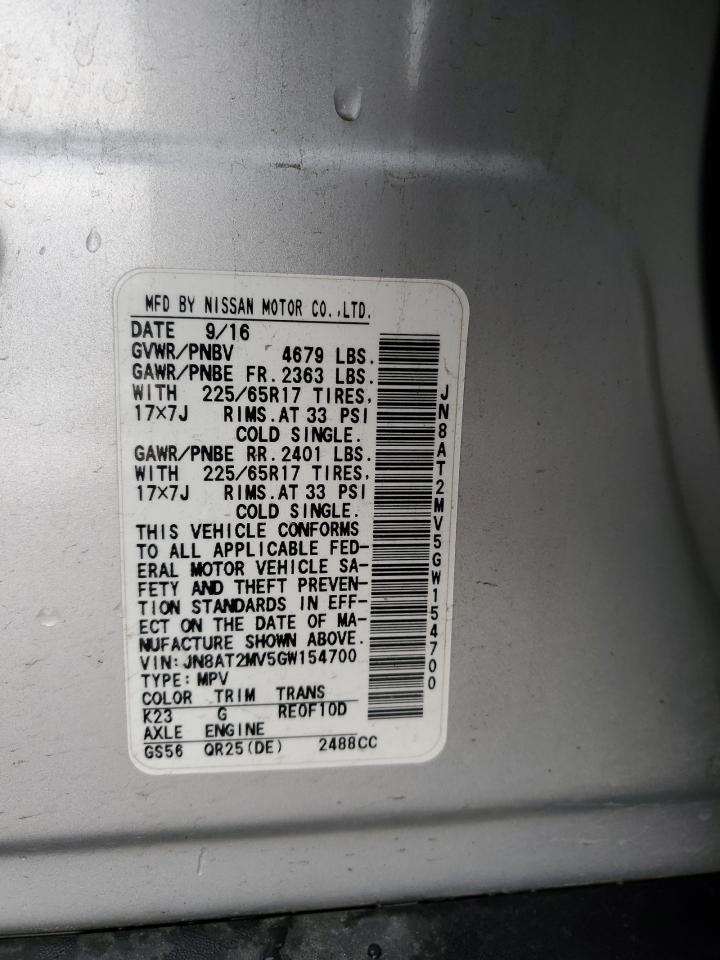 MFD BY NISSAN MOTOR CO.,LTD.
DATE 9/16
GVWR/PNBV 4679 LBS.
GAWR/PNBE FR. 2363 LBS.
WITH 225/65R17 TIRES,
17×7J RIMS.AT 33 PSI
COLD SINGLE.
GAWR/PNBE RR. 2401 LBS.
WITH 225/65R17 TIRES,
17×7J RIMS.AT 33 PSI
COLD SINGLE.
THIS VEHICLE CONFORMS
TO ALL APPLICABLE FED-
ERAL MOTOR VEHICLE SA-
FETY AND THEFT PREVEN-
TION STANDARDS IN EFF-
ECT ON THE DATE OF MA-
NUFACTURE SHOWN ABOVE.
VIN:JN8AT2MV5GW154700
TYPE:MPV
COLOR TRIM TRANS
K23 G RE0F10D
AXLE ENGINE
GS56 QR25(DE) 2488CC
JN8AT2MV5GW154700